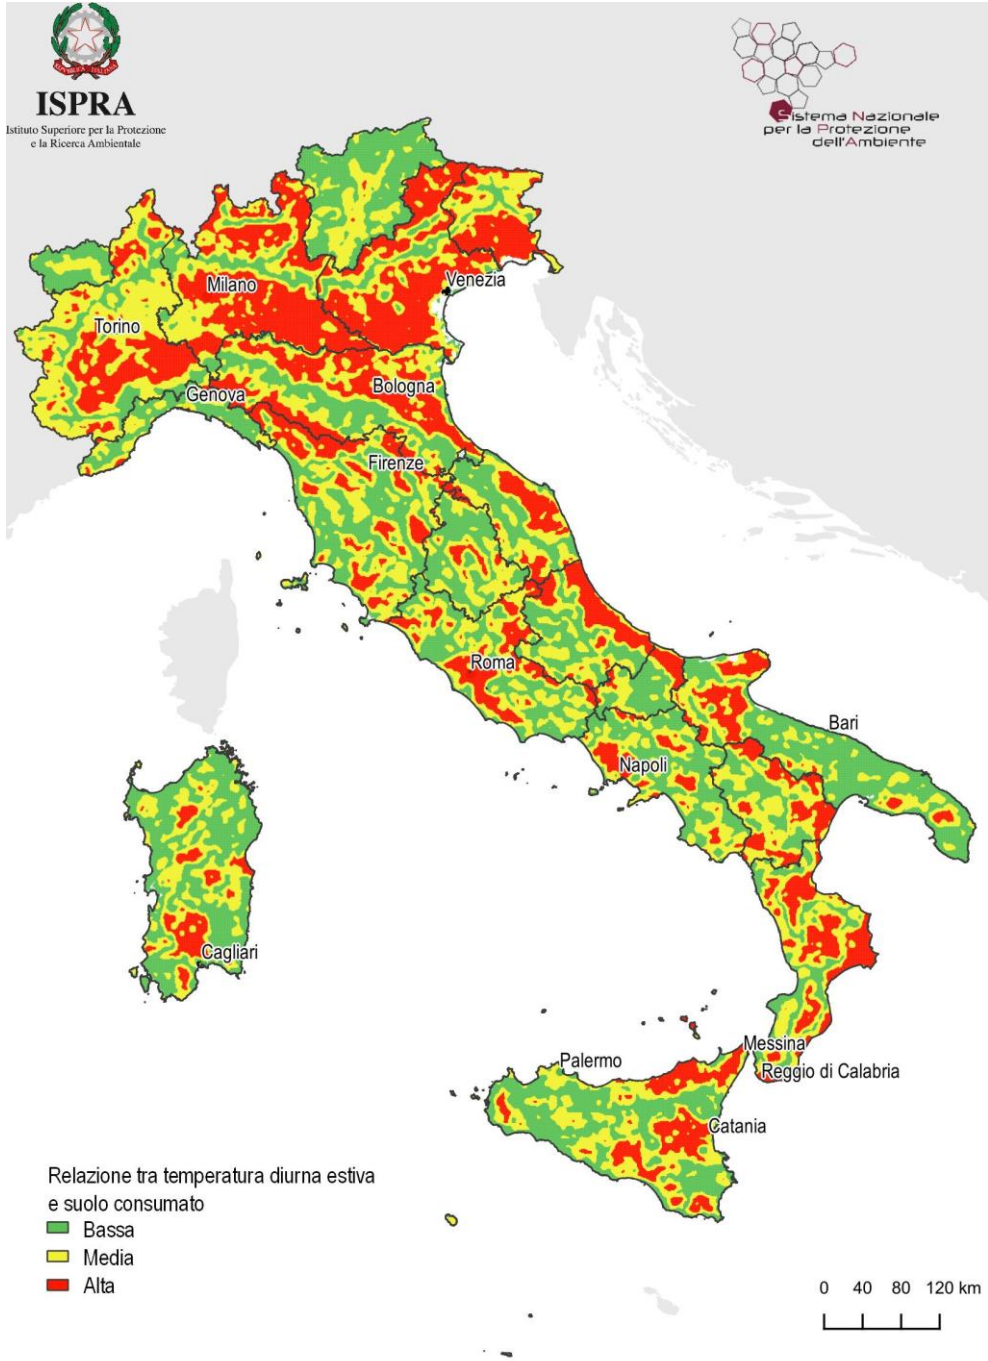 REPVBBLICA ITALIANA
ISPRA
Istituto Superiore per la Protezione
e la Ricerca Ambientale
Sistema Nazionale
per la Protezione
dell'Ambiente
Milano
Venezia
Torino
Genova
Bologna
Firenze
Roma
Bari
Napoli
Cagliari
Messina
Palermo
Reggio di Calabria
Catania
Relazione tra temperatura diurna estiva
e suolo consumato
Bassa
Media
Alta
0 40 80 120 km